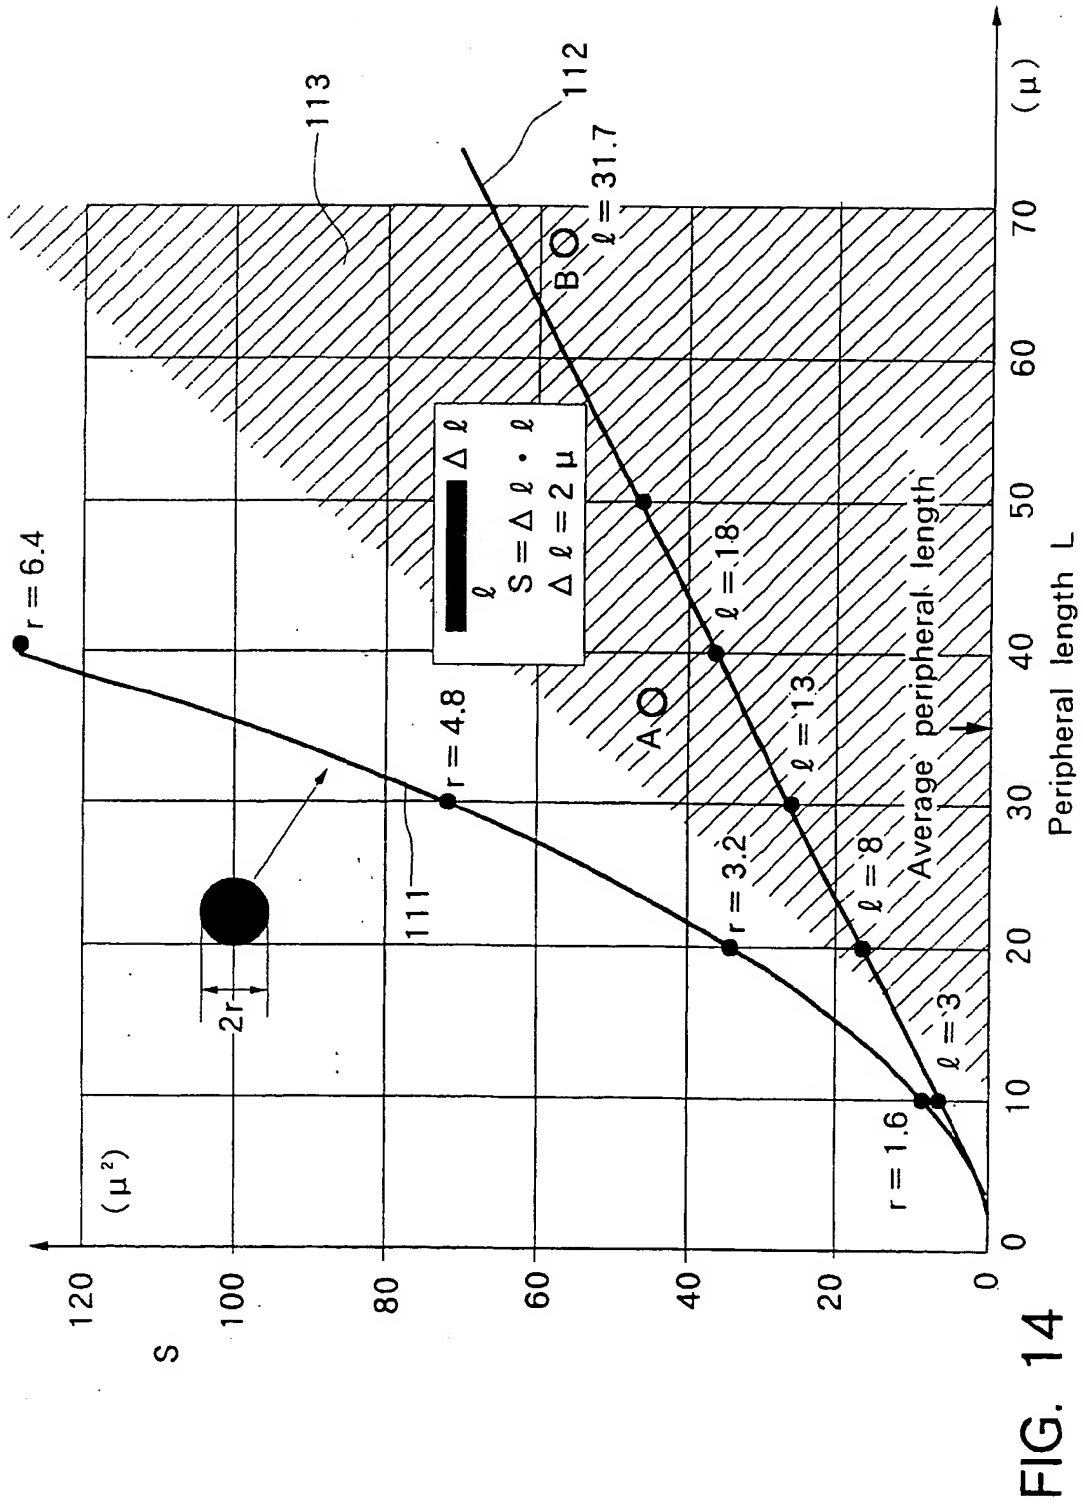 S
(μ²)
120
100
80
60
40
20
0
0
10
20
30
40
50
60
70
(μ)
Peripheral length L
Average peripheral length
2r
111
112
113
r = 1.6
r = 3.2
r = 4.8
r = 6.4
ℓ = 3
ℓ = 8
ℓ = 13
ℓ = 18
ℓ = 31.7
A
B
Δ ℓ
ℓ
S = Δ ℓ · ℓ
Δ ℓ = 2 μ
FIG. 14